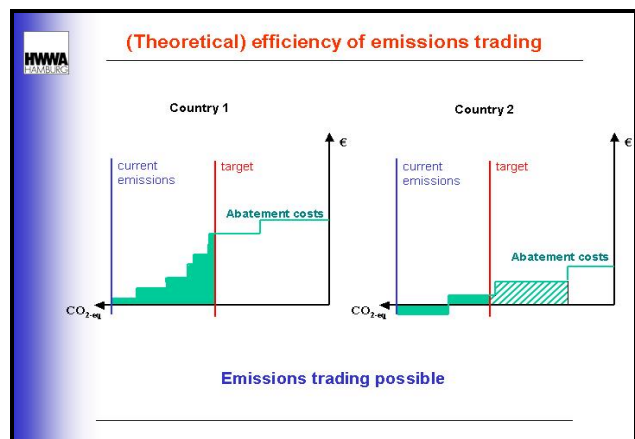 HWWA
HAMBURG
(Theoretical) efficiency of emissions trading
Country 1
€
current
emissions
target
Abatement costs
CO2-eq
Country 2
€
current
emissions
target
Abatement costs
CO2-eq
Emissions trading possible